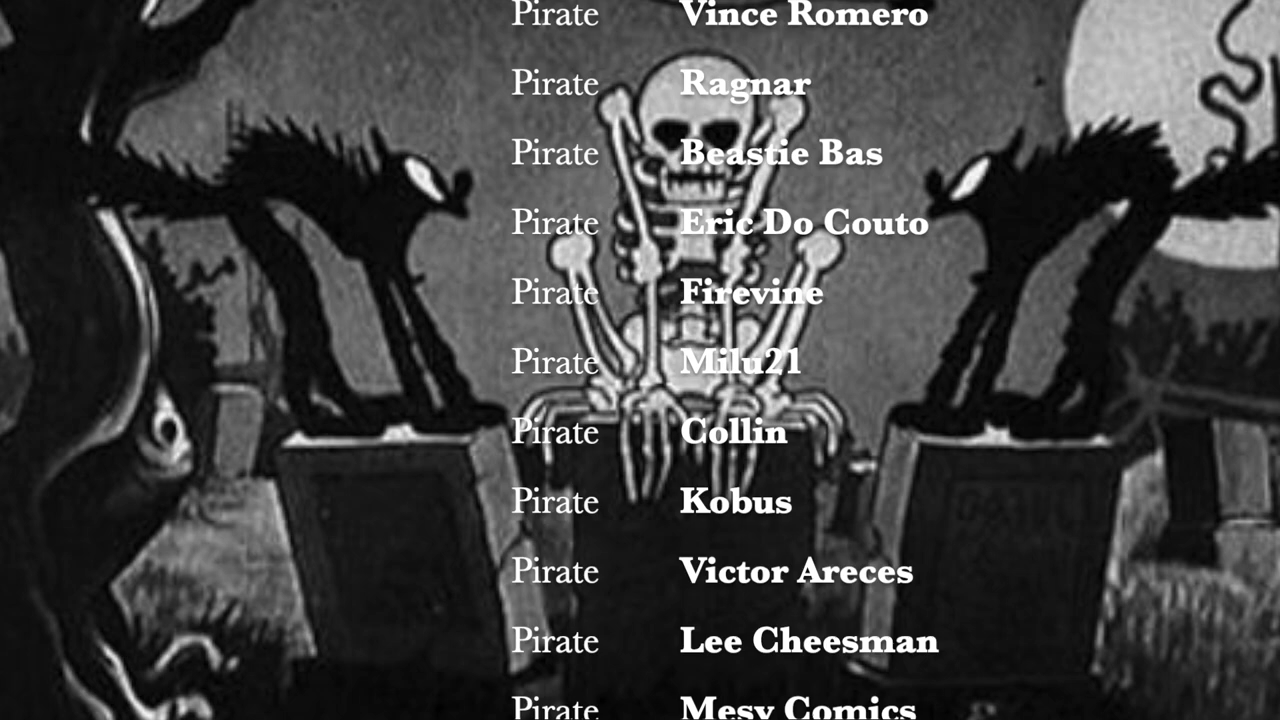 Pirate Vince Romero
Pirate Ragnar
Pirate Beastie Bas
Pirate Eric Do Couto
Pirate Firevine
Pirate Milu21
Pirate Collin
Pirate Kobus
Pirate Victor Areces
Pirate Lee Cheesman
Pirate Mesy Comics